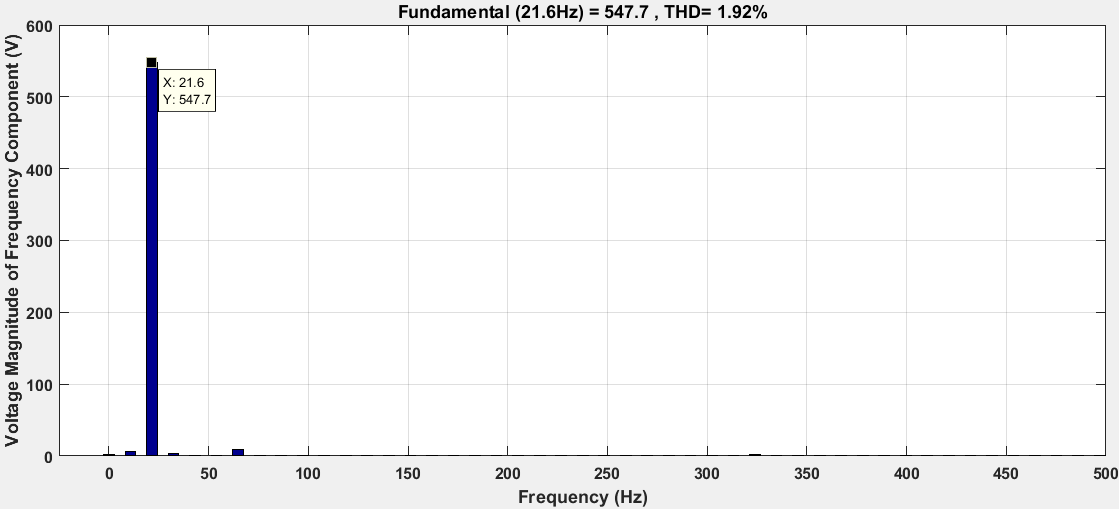 Fundamental (21.6Hz) = 547.7 , THD= 1.92%
Voltage Magnitude of Frequency Component (V)
600
500
400
300
200
100
0
X: 21.6
Y: 547.7
0 50 100 150 200 250 300 350 400 450 500
Frequency (Hz)